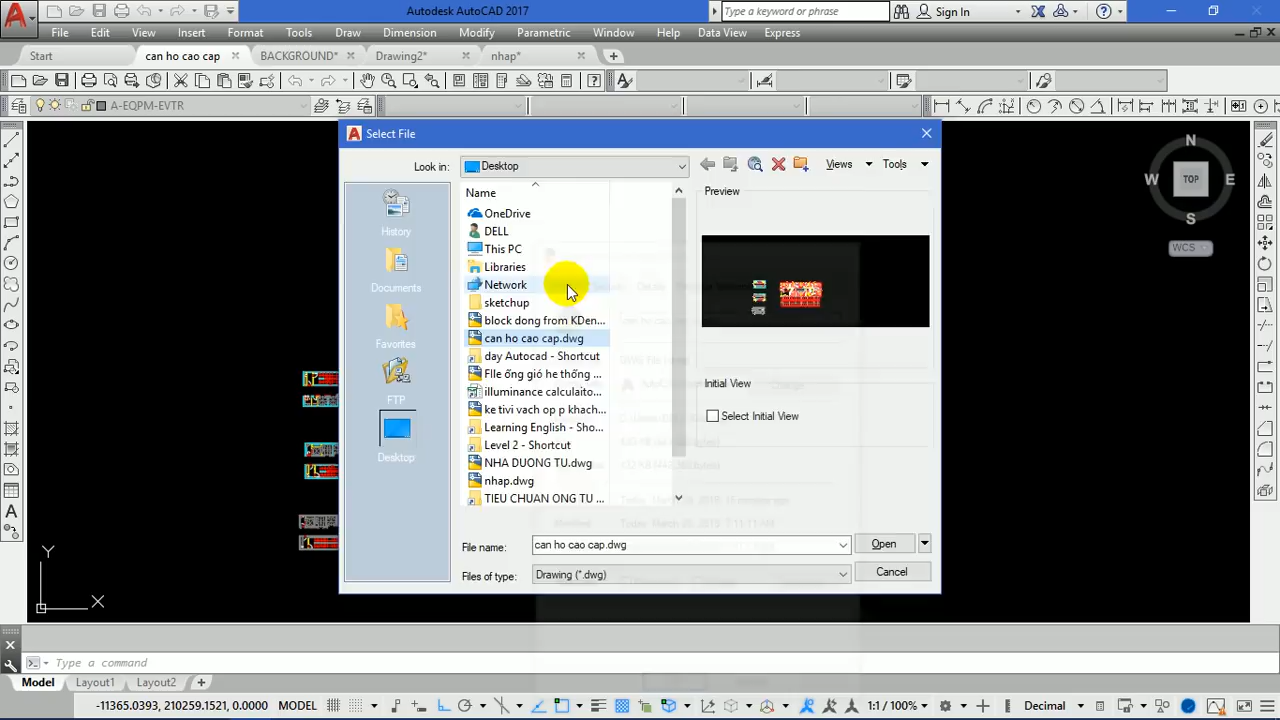 Autodesk AutoCAD 2017
Type a keyword or phrase
Sign In
File Edit View Insert Format Tools Draw Dimension Modify Parametric Window Help Data View Express
Start can ho cao cap BACKGROUND* Drawing2* nhap*
A-EQPM-EVTR
Select File
Look in: Desktop Views Tools
Name
OneDrive
DELL
This PC
Libraries
Network
sketchup
block dong from KDen...
can ho cao cap.dwg
day Autocad - Shortcut
FIle ống gió he thống ...
illuminance calculaito...
ke tivi vach op p khach...
Learning English - Sho...
Level 2 - Shortcut
NHA DUONG TU.dwg
nhap.dwg
TIEU CHUAN ONG TU ...
History
Documents
Favorites
FTP
Desktop
Preview
Initial View
Select Initial View
File name: can ho cao cap.dwg Open
Files of type: Drawing (*.dwg) Cancel
N
W TOP E
S
WCS
Y
X
Type a command
Model Layout1 Layout2
-11365.0393, 210259.1521, 0.0000 MODEL 1:1 / 100% Decimal